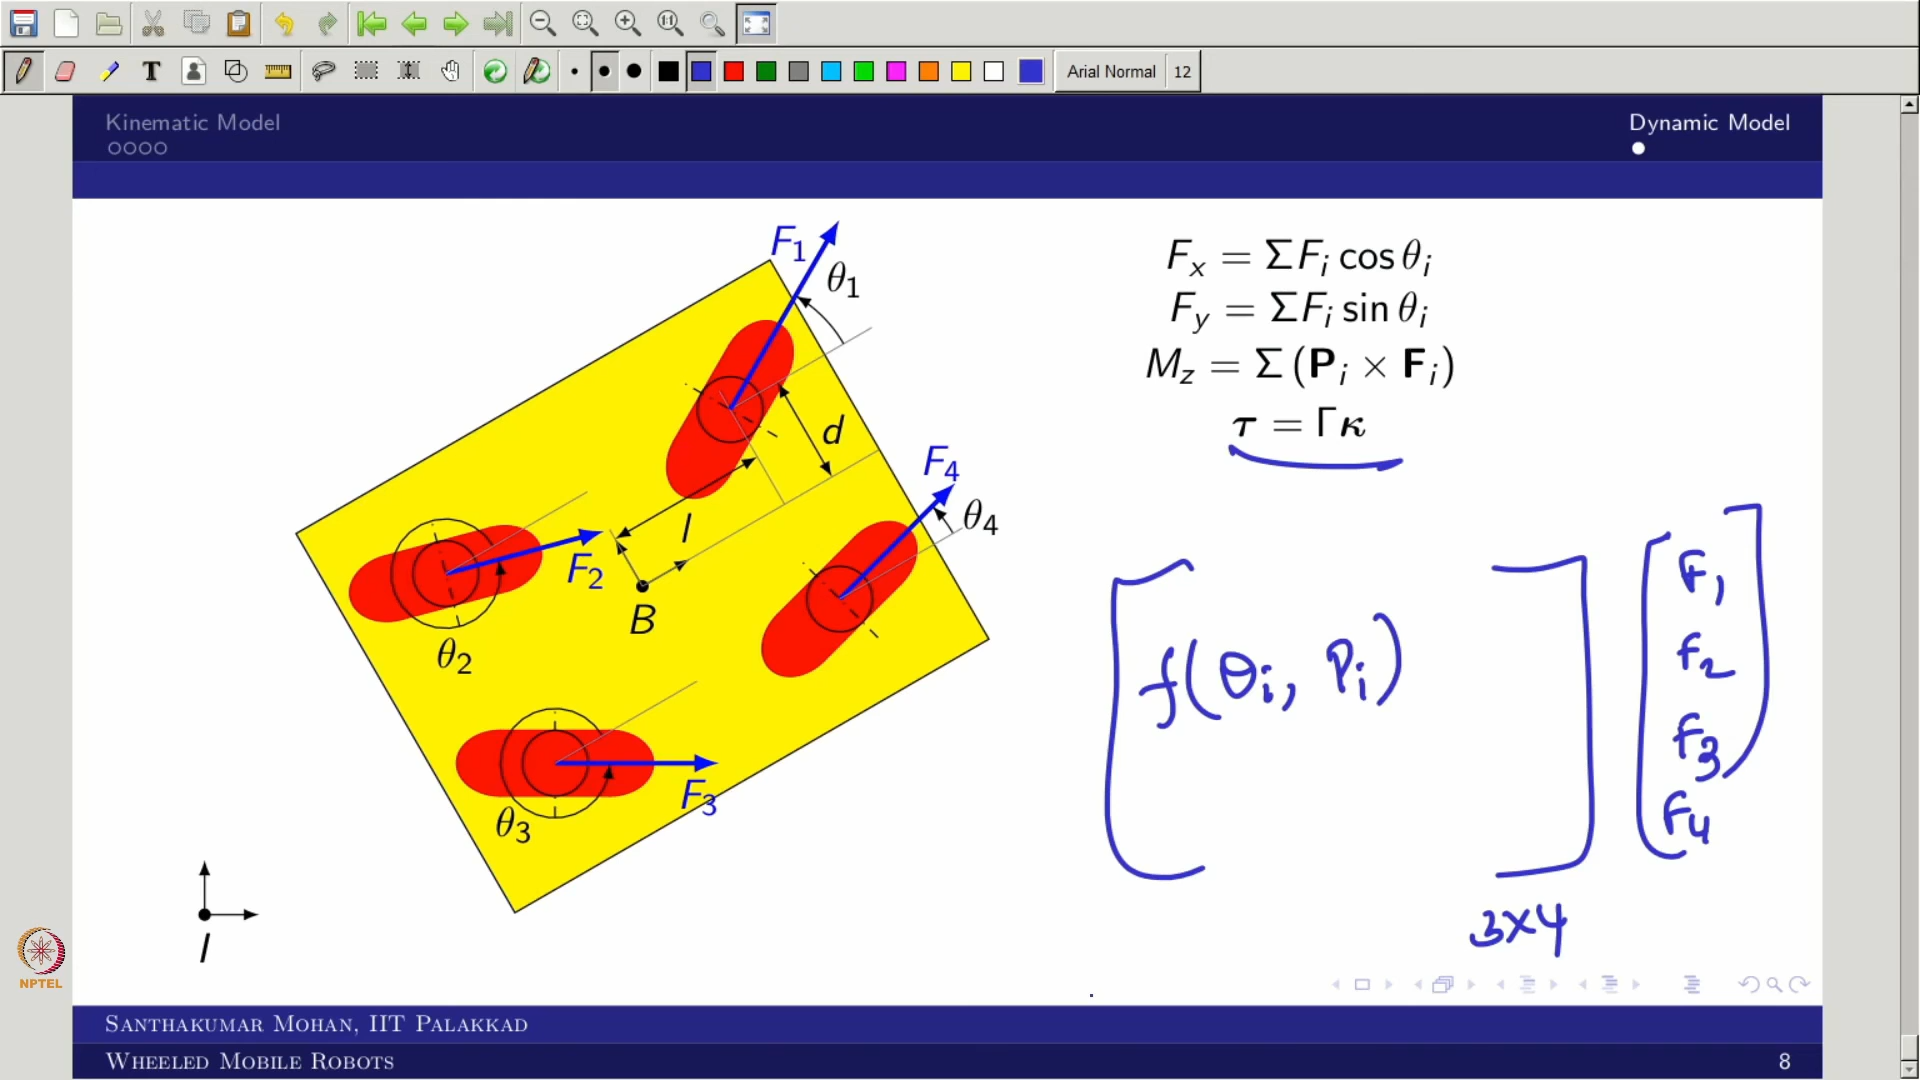 Arial Normal 12
Kinematic Model
Dynamic Model
F₁
θ₁
d
F₄
θ₄
l
F₂
B
θ₂
F₃
θ₃
I
Fₓ = ΣFᵢ cos θᵢ
Fᵧ = ΣFᵢ sin θᵢ
M_z = Σ (Pᵢ × Fᵢ)
τ = Γκ
f(θᵢ, Pᵢ)
3x4
F₁
F₂
F₃
F₄
NPTEL
SANTHAKUMAR MOHAN, IIT PALAKKAD
WHEELED MOBILE ROBOTS 8